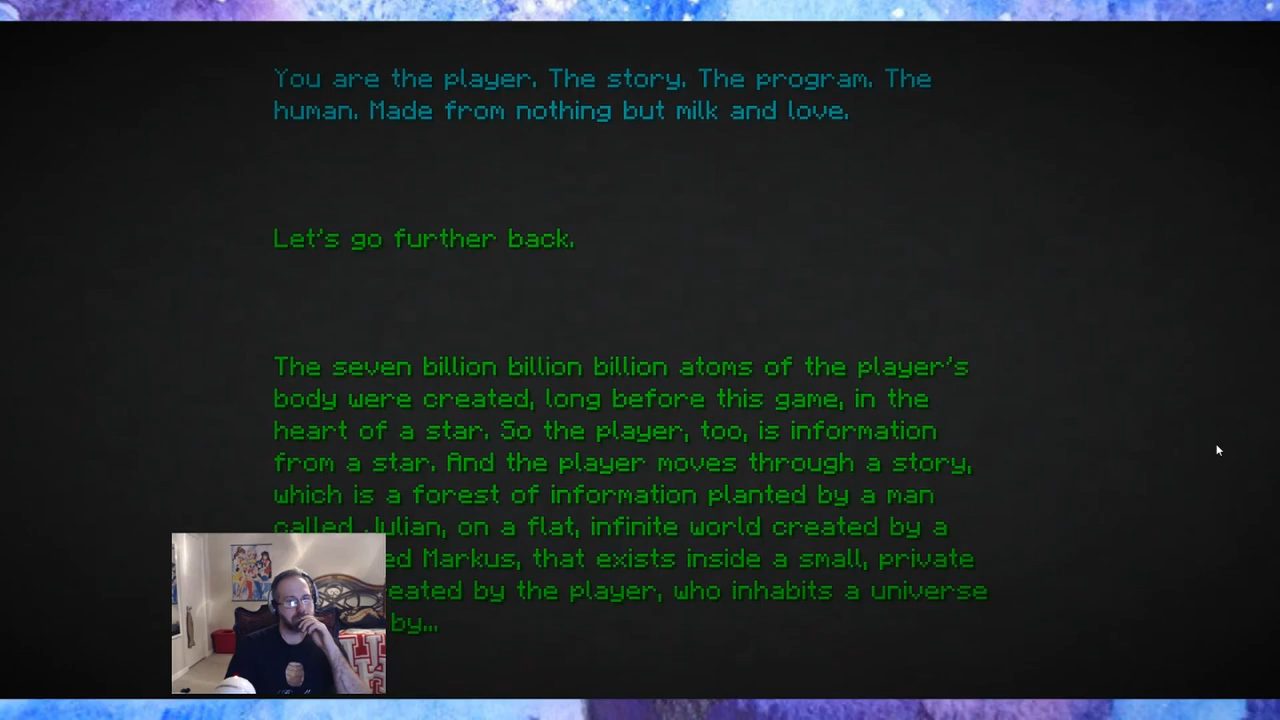 You are the player. The story. The program. The
human. Made from nothing but milk and love.
Let's go further back.
The seven billion billion billion atoms of the player's
body were created, long before this game, in the
heart of a star. So the player, too, is information
from a star. And the player moves through a story,
which is a forest of information planted by a man
called Julian, on a flat, infinite world created by a
Markus, that exists inside a small, private
by the player, who inhabits a universe
by...